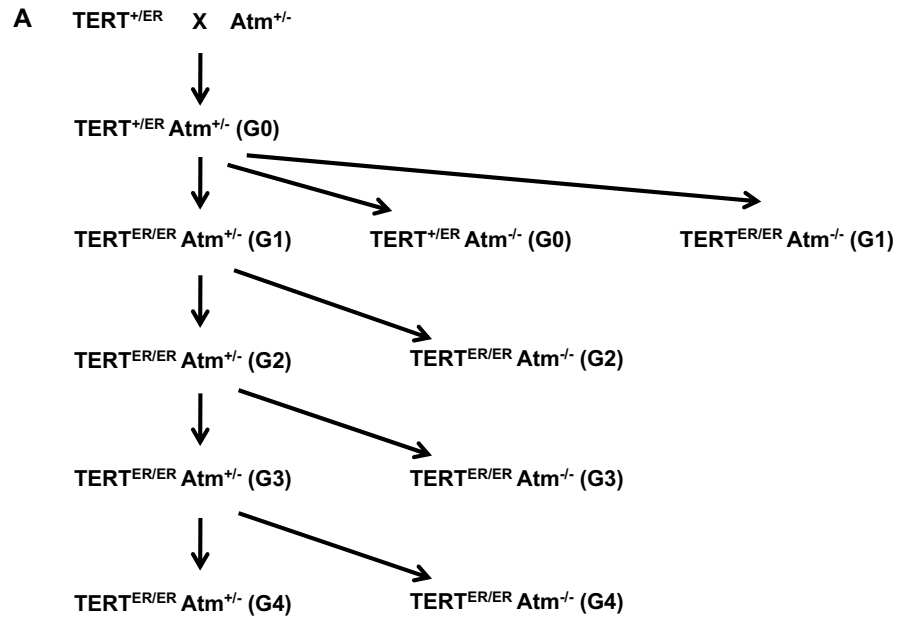 A TERT+/ER X Atm+/-
TERT+/ER Atm+/- (G0)
TERTER/ER Atm+/- (G1) TERT+/ER Atm-/- (G0) TERTER/ER Atm-/- (G1)
TERTER/ER Atm+/- (G2) TERTER/ER Atm-/- (G2)
TERTER/ER Atm+/- (G3) TERTER/ER Atm-/- (G3)
TERTER/ER Atm+/- (G4) TERTER/ER Atm-/- (G4)